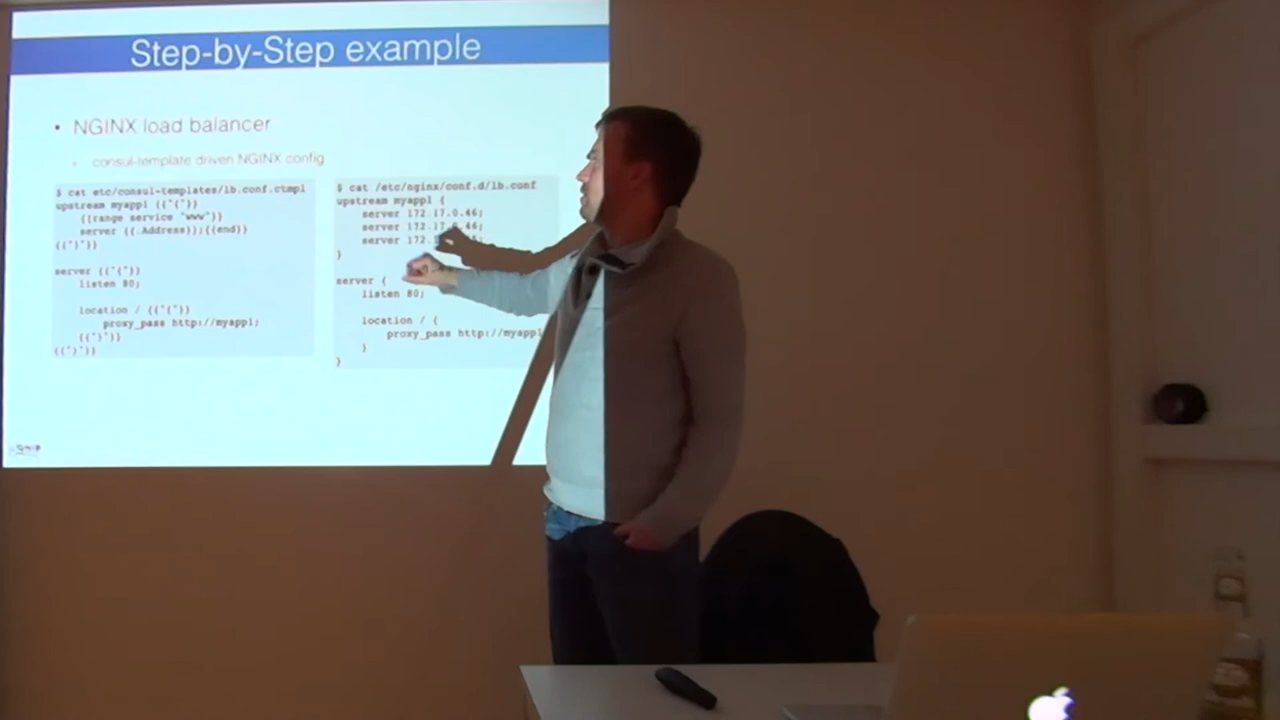 Step-by-Step example
• NGINX load balancer
consul-template driven NGINX config
$ cat etc/consul-templates/lb.conf.ctmpl
upstream myapp1 {{"{"}}
{{range service "www"}}
server {{.Address}};{{end}}
{{"}"}}
server {{"{"}}
listen 80;
location / {{"{"}}
proxy_pass http://myapp1;
{{"}"}}
{{"}"}}
$ cat /etc/nginx/conf.d/lb.conf
upstream myapp1 {
server 172.17.0.46;
server 172.17.0.46;
server
}
server {
listen 80;
location / {
proxy_pass http://myapp1
}
}